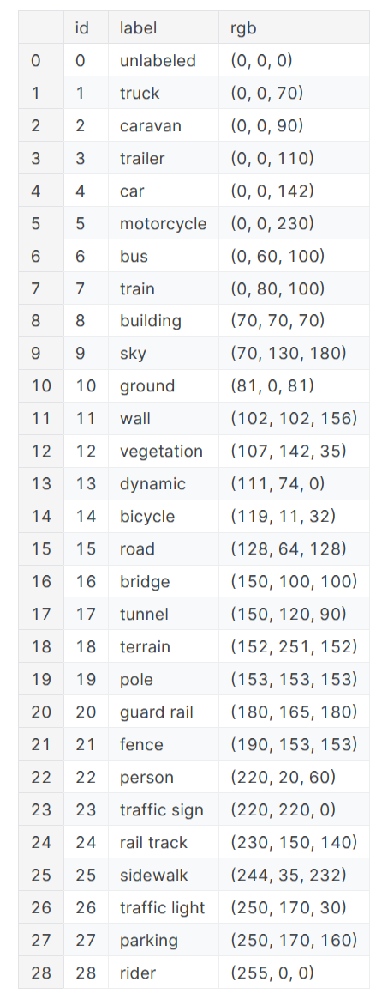 id label rgb
0 0 unlabeled (0, 0, 0)
1 1 truck (0, 0, 70)
2 2 caravan (0, 0, 90)
3 3 trailer (0, 0, 110)
4 4 car (0, 0, 142)
5 5 motorcycle (0, 0, 230)
6 6 bus (0, 60, 100)
7 7 train (0, 80, 100)
8 8 building (70, 70, 70)
9 9 sky (70, 130, 180)
10 10 ground (81, 0, 81)
11 11 wall (102, 102, 156)
12 12 vegetation (107, 142, 35)
13 13 dynamic (111, 74, 0)
14 14 bicycle (119, 11, 32)
15 15 road (128, 64, 128)
16 16 bridge (150, 100, 100)
17 17 tunnel (150, 120, 90)
18 18 terrain (152, 251, 152)
19 19 pole (153, 153, 153)
20 20 guard rail (180, 165, 180)
21 21 fence (190, 153, 153)
22 22 person (220, 20, 60)
23 23 traffic sign (220, 220, 0)
24 24 rail track (230, 150, 140)
25 25 sidewalk (244, 35, 232)
26 26 traffic light (250, 170, 30)
27 27 parking (250, 170, 160)
28 28 rider (255, 0, 0)